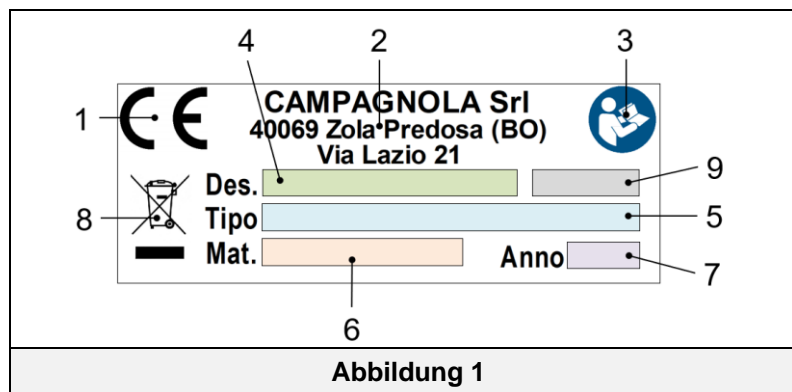 4
2
3
1
CE
CAMPAGNOLA Srl
40069 Zola Predosa (BO)
Via Lazio 21
Des.
9
8
Tipo
5
Mat.
Anno
7
6
Abbildung 1